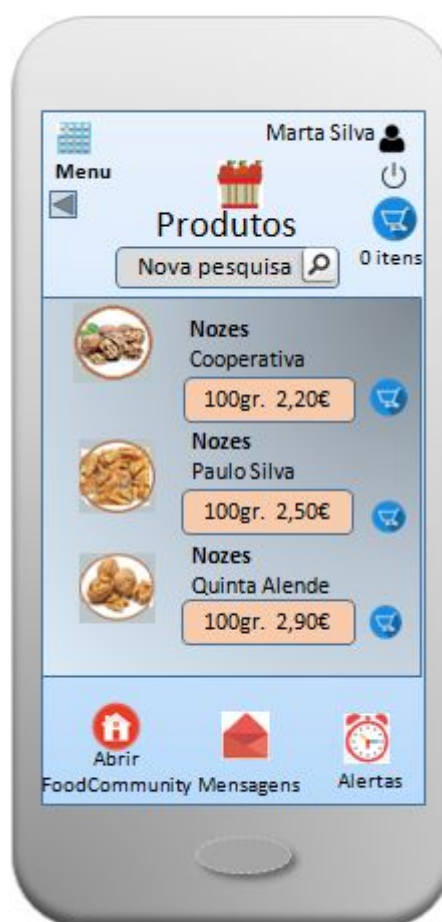 Marta Silva
Menu
Produtos
Nova pesquisa
0 itens
Nozes
Cooperativa
100gr. 2,20€
Nozes
Paulo Silva
100gr. 2,50€
Nozes
Quinta Alende
100gr. 2,90€
Abrir
FoodCommunity Mensagens Alertas